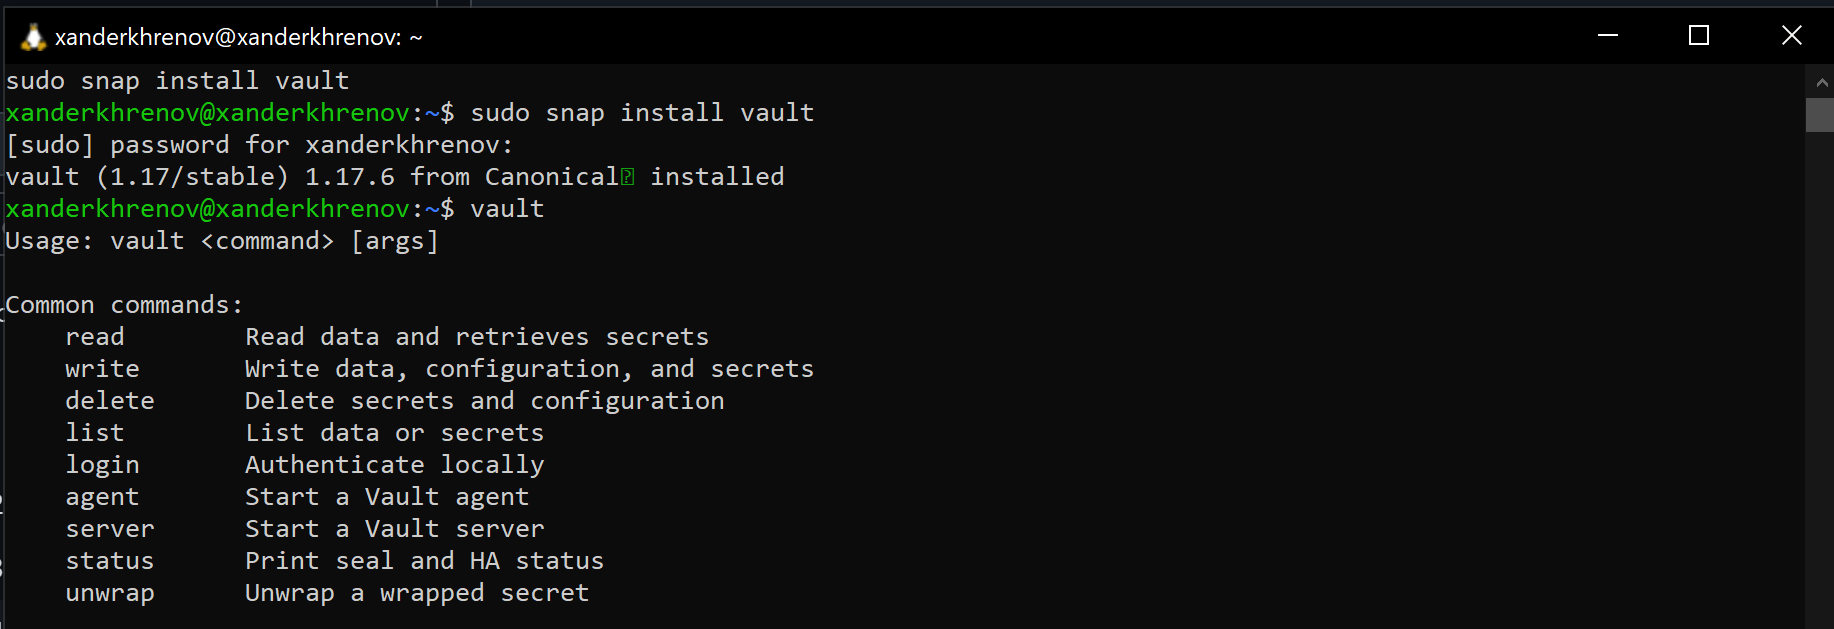 xanderkhrenov@xanderkhrenov: ~
sudo snap install vault
xanderkhrenov@xanderkhrenov:~$ sudo snap install vault
[sudo] password for xanderkhrenov:
vault (1.17/stable) 1.17.6 from Canonical installed
xanderkhrenov@xanderkhrenov:~$ vault
Usage: vault <command> [args]
Common commands:
read Read data and retrieves secrets
write Write data, configuration, and secrets
delete Delete secrets and configuration
list List data or secrets
login Authenticate locally
agent Start a Vault agent
server Start a Vault server
status Print seal and HA status
unwrap Unwrap a wrapped secret